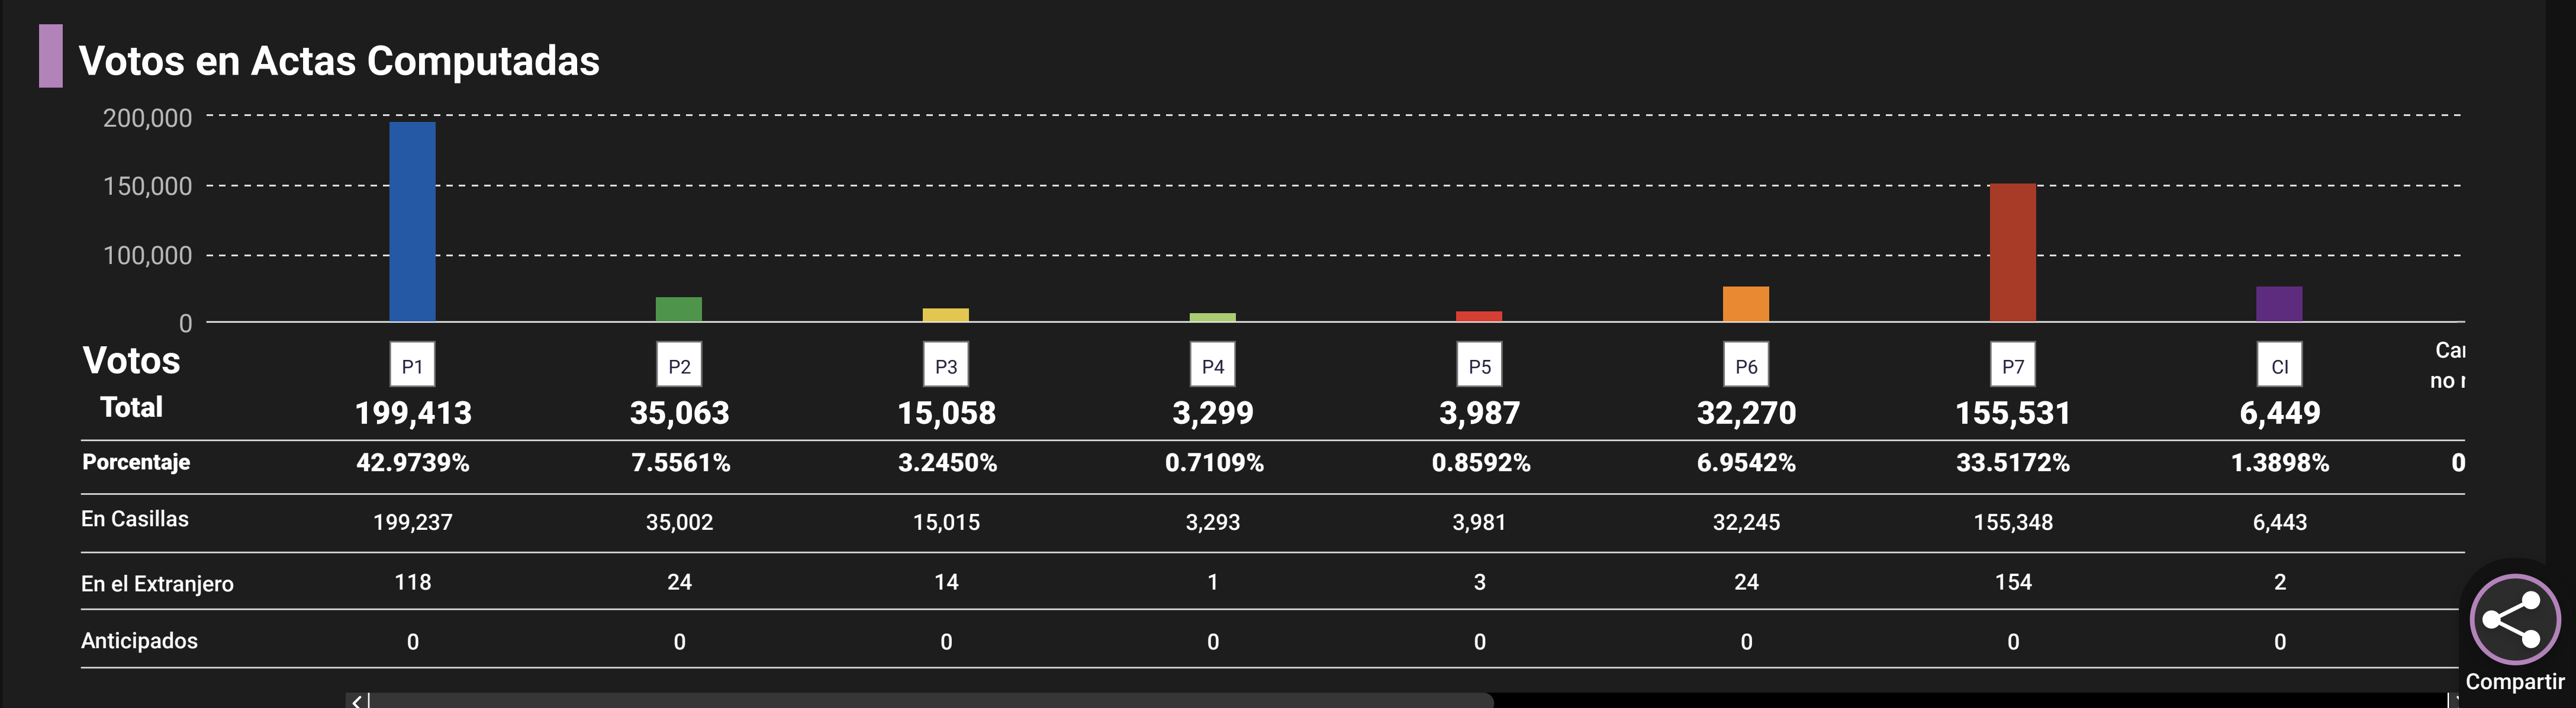 Votos en Actas Computadas
200,000
150,000
100,000
0
Votos P1 P2 P3 P4 P5 P6 P7 CI
no
Total 199,413 35,063 15,058 3,299 3,987 32,270 155,531 6,449
Porcentaje 42.9739% 7.5561% 3.2450% 0.7109% 0.8592% 6.9542% 33.5172% 1.3898% 0
En Casillas 199,237 35,002 15,015 3,293 3,981 32,245 155,348 6,443
En el Extranjero 118 24 14 1 3 24 154 2
Anticipados 0 0 0 0 0 0 0 0
Compartir